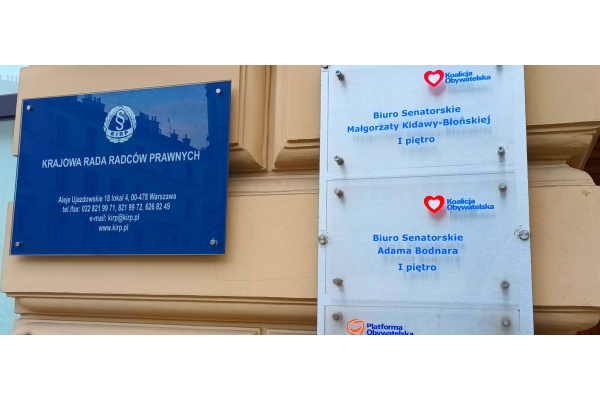 KIRP
KRAJOWA RADA RADCÓW PRAWNYCH
Aleje Ujazdowskie 18 lokal 4, 00-478 Warszawa
tel./fax: 022 821 99 71, 821 99 72, 626 82 49
e-mail: kirp@kirp.pl
www.kirp.pl
Koalicja
Obywatelska
Biuro Senatorskie
Małgorzaty Kidawy-Błońskiej
I piętro
Koalicja
Obywatelska
Biuro Senatorskie
Adama Bodnara
I piętro
Platforma
Obywatelska